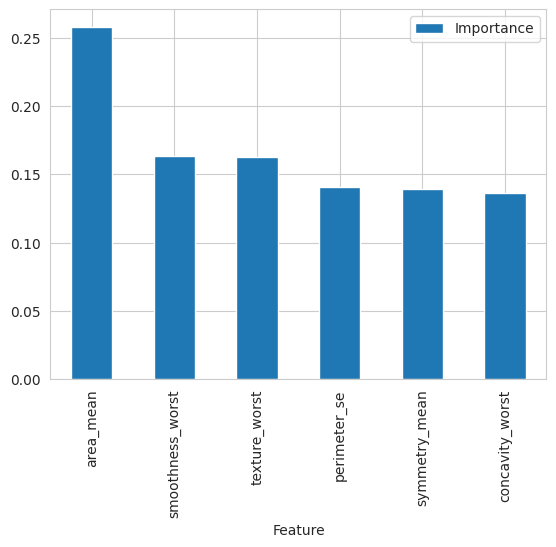 Importance
0.25
0.20
0.15
0.10
0.05
0.00
area_mean
smoothness_worst
texture_worst
perimeter_se
symmetry_mean
concavity_worst
Feature